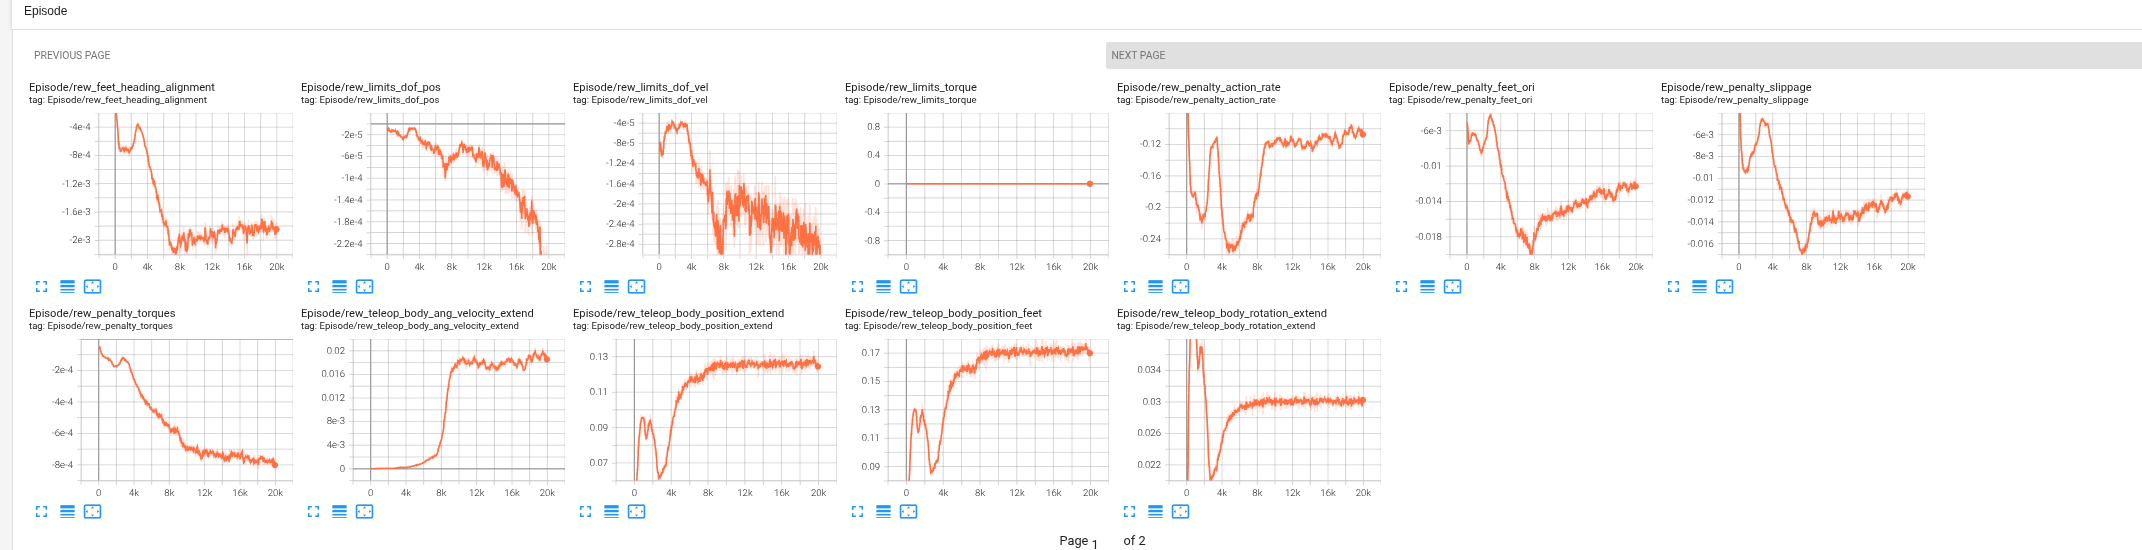 Episode
PREVIOUS PAGE
NEXT PAGE
Episode/rew_feet_heading_alignment
tag: Episode/rew_feet_heading_alignment
-4e-4
-8e-4
-1.2e-3
-1.6e-3
-2e-3
0 4k 8k 12k 16k 20k
Episode/rew_limits_dof_pos
tag: Episode/rew_limits_dof_pos
-2e-5
-6e-5
-1e-4
-1.4e-4
-1.8e-4
-2.2e-4
0 4k 8k 12k 16k 20k
Episode/rew_limits_dof_vel
tag: Episode/rew_limits_dof_vel
-4e-5
-8e-5
-1.2e-4
-1.6e-4
-2e-4
-2.4e-4
-2.8e-4
0 4k 8k 12k 16k 20k
Episode/rew_limits_torque
tag: Episode/rew_limits_torque
0.8
0.4
0
-0.4
-0.8
0 4k 8k 12k 16k 20k
Episode/rew_penalty_action_rate
tag: Episode/rew_penalty_action_rate
-0.12
-0.16
-0.2
-0.24
0 4k 8k 12k 16k 20k
Episode/rew_penalty_feet_ori
tag: Episode/rew_penalty_feet_ori
-6e-3
-0.01
-0.014
-0.018
0 4k 8k 12k 16k 20k
Episode/rew_penalty_slippage
tag: Episode/rew_penalty_slippage
-6e-3
-8e-3
-0.01
-0.012
-0.014
-0.016
0 4k 8k 12k 16k 20k
Episode/rew_penalty_torques
tag: Episode/rew_penalty_torques
-2e-4
-4e-4
-6e-4
-8e-4
0 4k 8k 12k 16k 20k
Episode/rew_teleop_body_ang_velocity_extend
tag: Episode/rew_teleop_body_ang_velocity_extend
0.02
0.016
0.012
8e-3
4e-3
0
0 4k 8k 12k 16k 20k
Episode/rew_teleop_body_position_extend
tag: Episode/rew_teleop_body_position_extend
0.13
0.11
0.09
0.07
0 4k 8k 12k 16k 20k
Episode/rew_teleop_body_position_feet
tag: Episode/rew_teleop_body_position_feet
0.17
0.15
0.13
0.11
0.09
0 4k 8k 12k 16k 20k
Episode/rew_teleop_body_rotation_extend
tag: Episode/rew_teleop_body_rotation_extend
0.034
0.03
0.026
0.022
0 4k 8k 12k 16k 20k
Page 1 of 2